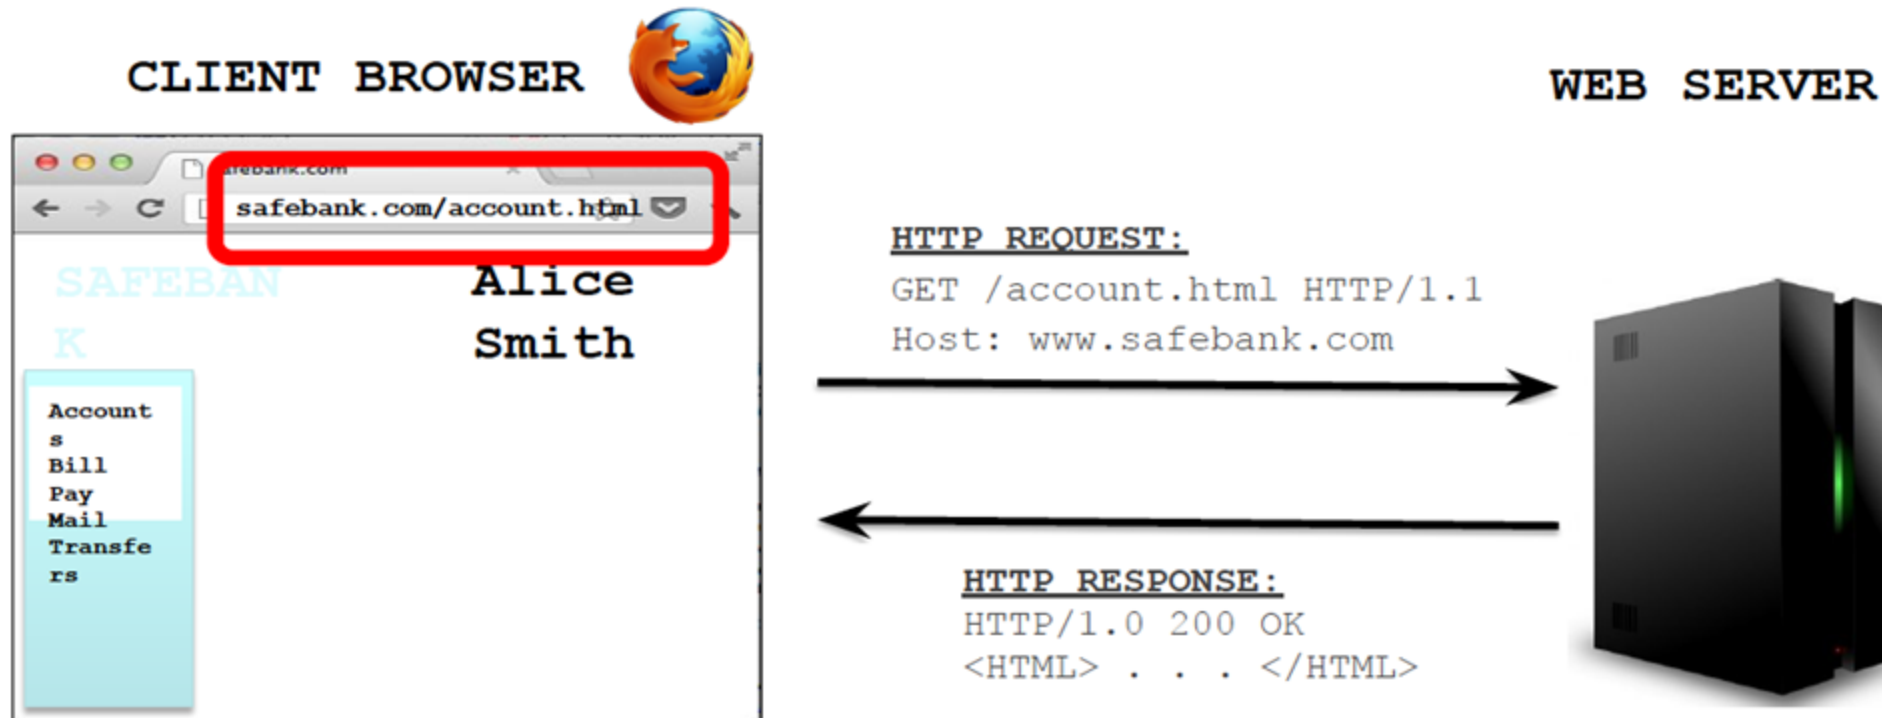 CLIENT BROWSER
WEB SERVER
afebank.com
safebank.com/account.html
SAFEBAN
K
Alice
Smith
Account
s
Bill
Pay
Mail
Transfe
rs
HTTP REQUEST:
GET /account.html HTTP/1.1
Host: www.safebank.com
HTTP RESPONSE:
HTTP/1.0 200 OK
<HTML> . . . </HTML>